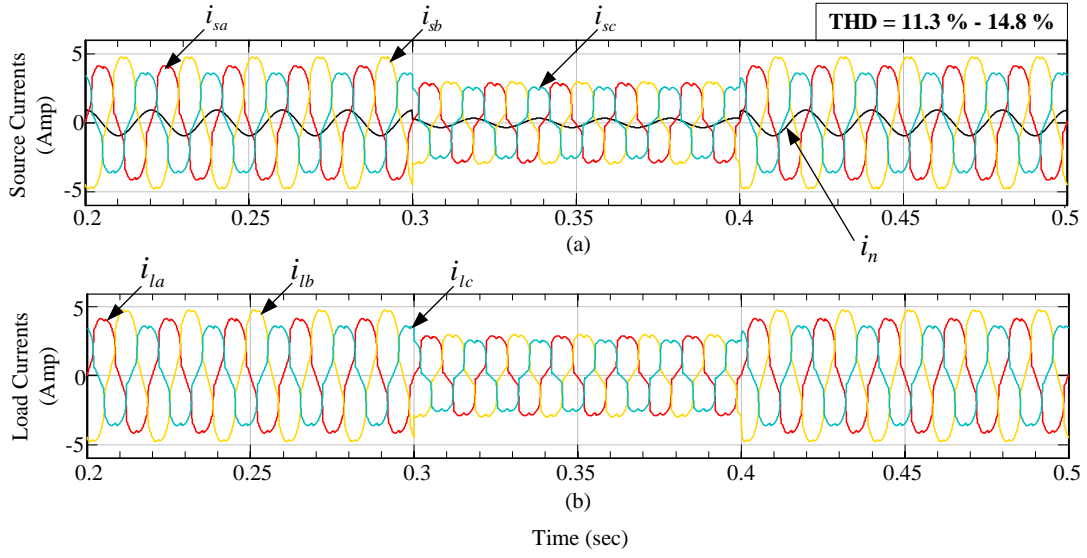 i_sa i_sb i_sc THD = 11.3 % - 14.8 %
Source Currents
(Amp)
5
0
-5
0.2 0.25 0.3 0.35 0.4 0.45 0.5
(a)
i_n
i_la i_lb i_lc
Load Currents
(Amp)
5
0
-5
0.2 0.25 0.3 0.35 0.4 0.45 0.5
(b)
Time (sec)